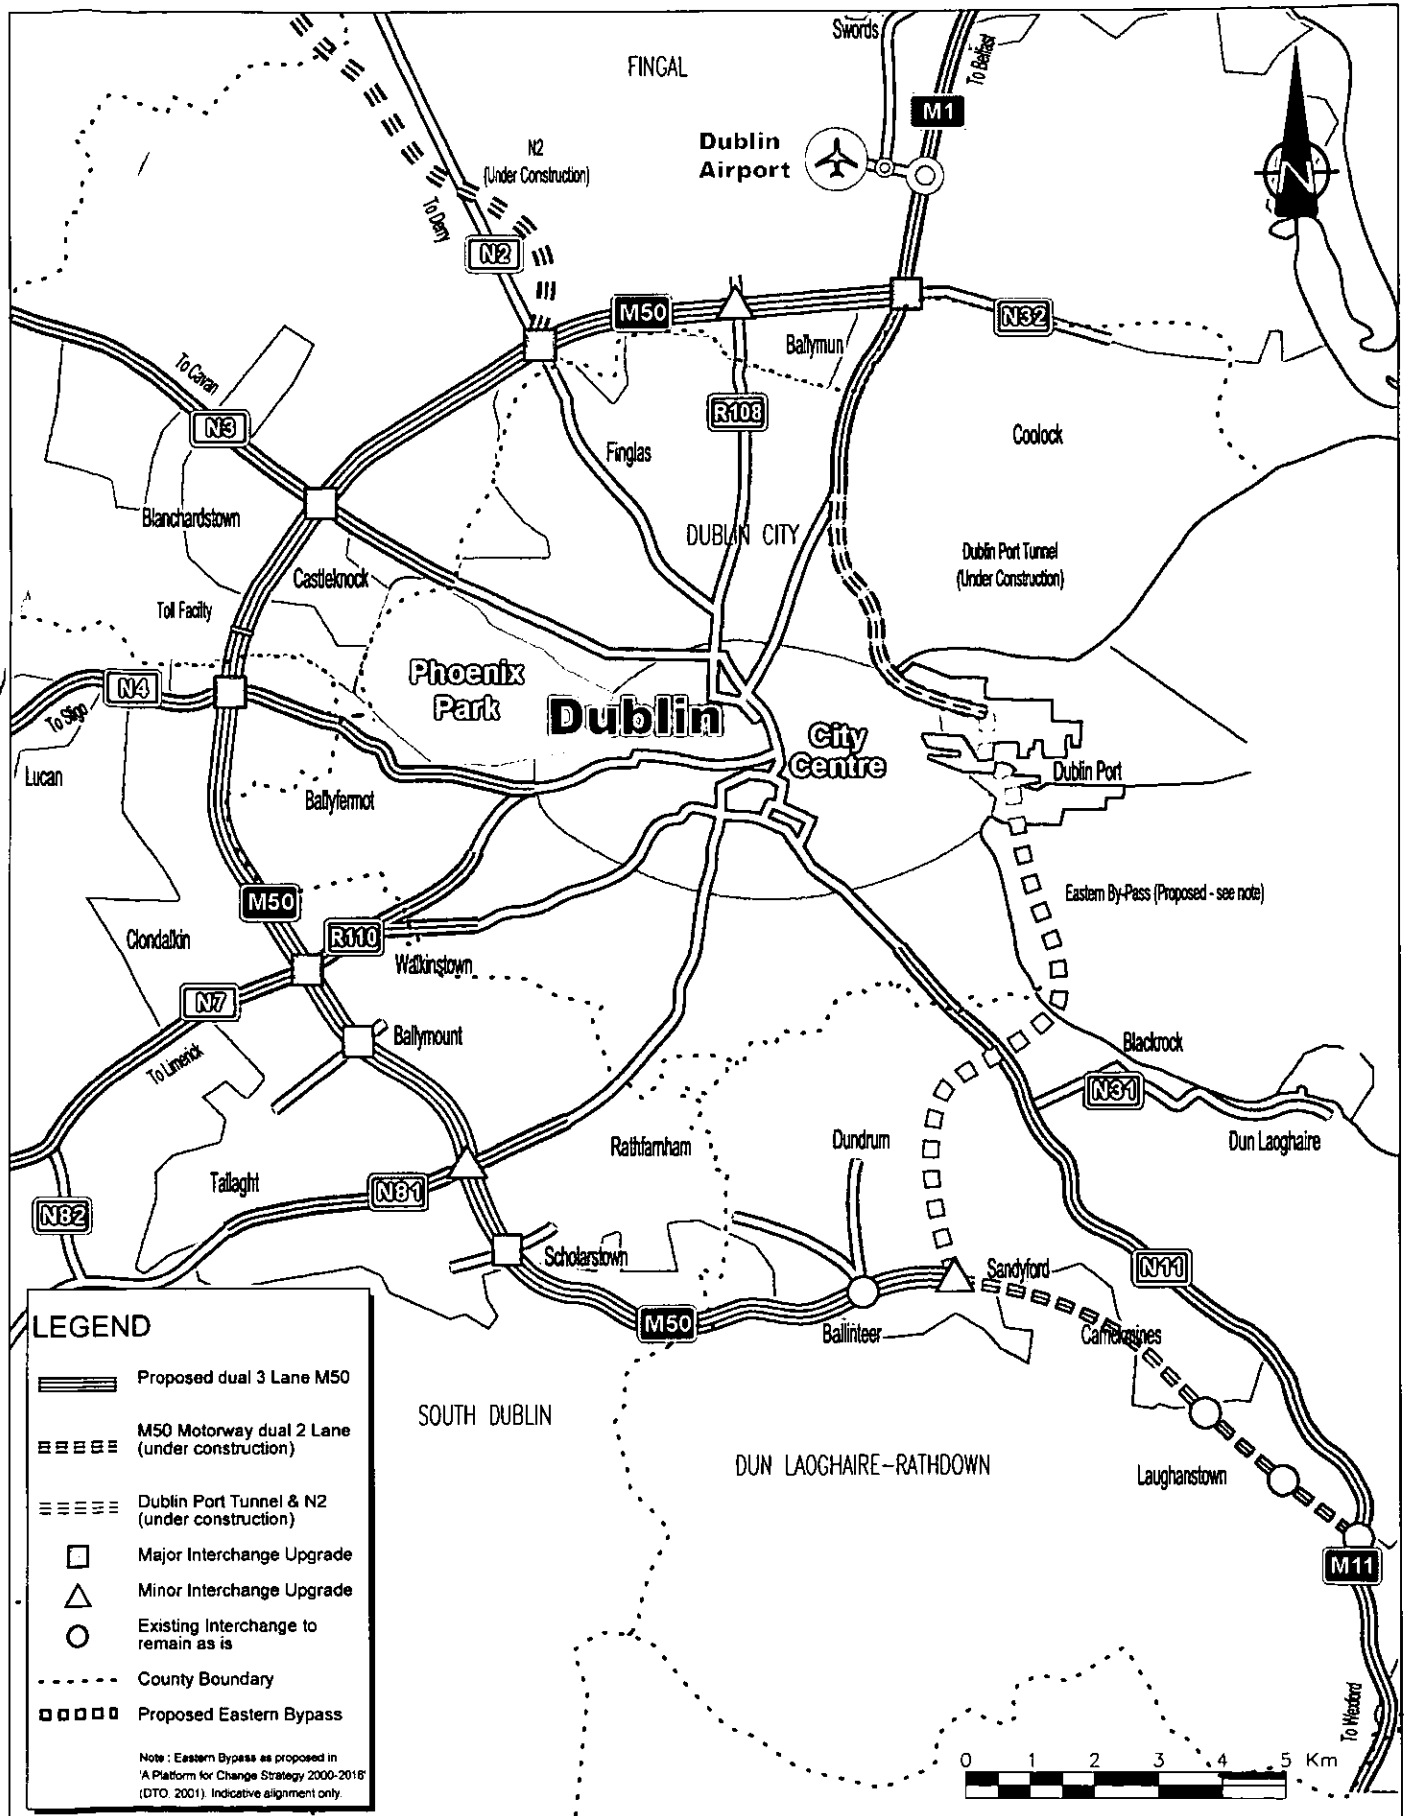 Swords
FINGAL
To Belfast
M1
Dublin
Airport
N
N2
(Under Construction)
To Derry
N2
M50
N32
Ballymun
To Cavan
N3
R108
Coolock
Finglas
Blanchardstown
DUBLIN CITY
Dublin Port Tunnel
(Under Construction)
Castleknock
Toll Facilty
Phoenix
Park
N4
To Sligo
Dublin
City
Centre
Lucan
Dublin Port
Ballyfermot
M50
Eastern By-Pass (Proposed - see note)
Clondalkin
R110
Walkinstown
N7
Ballymount
To Limerick
Blackrock
N31
Rathfarnham
Dundrum
Dun Laoghaire
Tallaght
N81
N82
Scholarstown
Sandyford
N11
M50
Ballinteer
Carrickmines
SOUTH DUBLIN
DUN LAOGHAIRE-RATHDOWN
Laughanstown
M11
To Wexford
LEGEND
Proposed dual 3 Lane M50
M50 Motorway dual 2 Lane
(under construction)
Dublin Port Tunnel & N2
(under construction)
Major Interchange Upgrade
Minor Interchange Upgrade
Existing Interchange to
remain as is
County Boundary
Proposed Eastern Bypass
Note : Eastern Bypass as proposed in
'A Platform for Change Strategy 2000-2016'
(DTO, 2001). Indicative alignment only.
0 1 2 3 4 5 Km